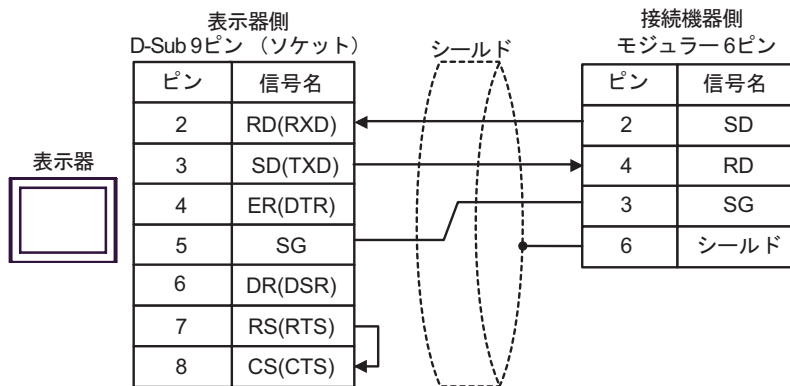 表示器側
D-Sub 9ピン （ソケット）
シールド
接続機器側
モジュラー 6ピン
ピン 信号名
2 RD(RXD)
3 SD(TXD)
4 ER(DTR)
5 SG
6 DR(DSR)
7 RS(RTS)
8 CS(CTS)
表示器
ピン 信号名
2 SD
4 RD
3 SG
6 シールド